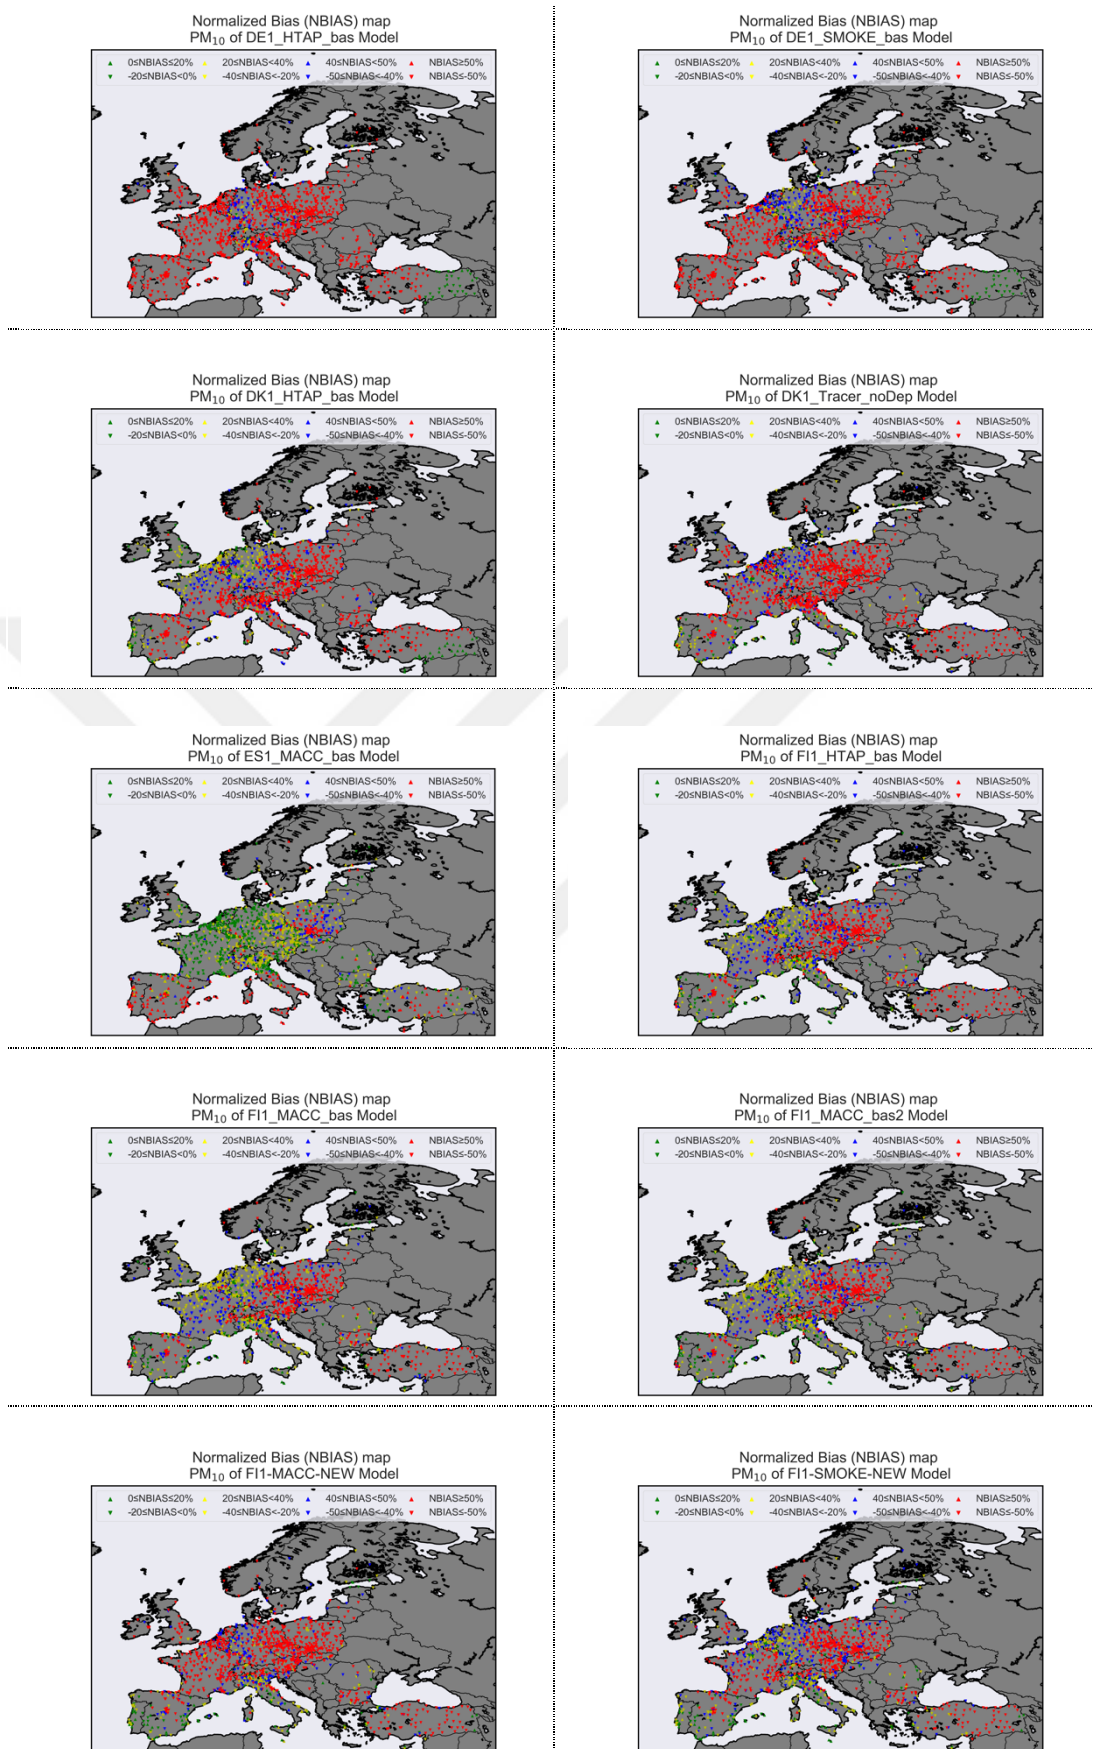 Normalized Bias (NBIAS) map
PM₁₀ of DE1_HTAP_bas Model
0≤NBIAS≤20% 20≤NBIAS<40% 40≤NBIAS<50% NBIAS≥50%
-20≤NBIAS<0% -40≤NBIAS<-20% -50≤NBIAS<-40% NBIAS≤-50%
Normalized Bias (NBIAS) map
PM₁₀ of DE1_SMOKE_bas Model
0≤NBIAS≤20% 20≤NBIAS<40% 40≤NBIAS<50% NBIAS≥50%
-20≤NBIAS<0% -40≤NBIAS<-20% -50≤NBIAS<-40% NBIAS≤-50%
Normalized Bias (NBIAS) map
PM₁₀ of DK1_HTAP_bas Model
0≤NBIAS≤20% 20≤NBIAS<40% 40≤NBIAS<50% NBIAS≥50%
-20≤NBIAS<0% -40≤NBIAS<-20% -50≤NBIAS<-40% NBIAS≤-50%
Normalized Bias (NBIAS) map
PM₁₀ of DK1_Tracer_noDep Model
0≤NBIAS≤20% 20≤NBIAS<40% 40≤NBIAS<50% NBIAS≥50%
-20≤NBIAS<0% -40≤NBIAS<-20% -50≤NBIAS<-40% NBIAS≤-50%
Normalized Bias (NBIAS) map
PM₁₀ of ES1_MACC_bas Model
0≤NBIAS≤20% 20≤NBIAS<40% 40≤NBIAS<50% NBIAS≥50%
-20≤NBIAS<0% -40≤NBIAS<-20% -50≤NBIAS<-40% NBIAS≤-50%
Normalized Bias (NBIAS) map
PM₁₀ of FI1_HTAP_bas Model
0≤NBIAS≤20% 20≤NBIAS<40% 40≤NBIAS<50% NBIAS≥50%
-20≤NBIAS<0% -40≤NBIAS<-20% -50≤NBIAS<-40% NBIAS≤-50%
Normalized Bias (NBIAS) map
PM₁₀ of FI1_MACC_bas Model
0≤NBIAS≤20% 20≤NBIAS<40% 40≤NBIAS<50% NBIAS≥50%
-20≤NBIAS<0% -40≤NBIAS<-20% -50≤NBIAS<-40% NBIAS≤-50%
Normalized Bias (NBIAS) map
PM₁₀ of FI1_MACC_bas2 Model
0≤NBIAS≤20% 20≤NBIAS<40% 40≤NBIAS<50% NBIAS≥50%
-20≤NBIAS<0% -40≤NBIAS<-20% -50≤NBIAS<-40% NBIAS≤-50%
Normalized Bias (NBIAS) map
PM₁₀ of FI1-MACC-NEW Model
0≤NBIAS≤20% 20≤NBIAS<40% 40≤NBIAS<50% NBIAS≥50%
-20≤NBIAS<0% -40≤NBIAS<-20% -50≤NBIAS<-40% NBIAS≤-50%
Normalized Bias (NBIAS) map
PM₁₀ of FI1-SMOKE-NEW Model
0≤NBIAS≤20% 20≤NBIAS<40% 40≤NBIAS<50% NBIAS≥50%
-20≤NBIAS<0% -40≤NBIAS<-20% -50≤NBIAS<-40% NBIAS≤-50%